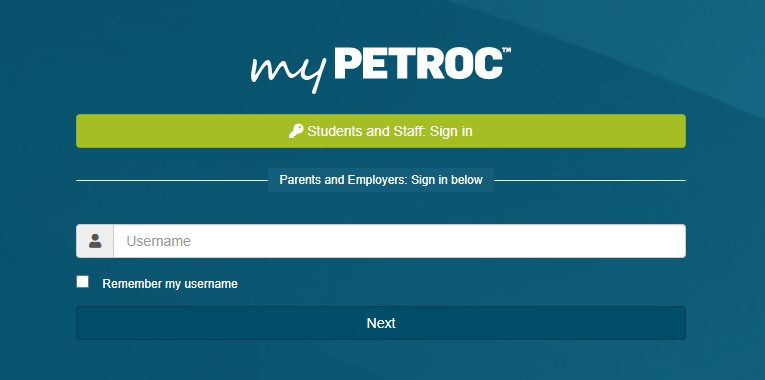 my PETROC™
Students and Staff: Sign in
Parents and Employers: Sign in below
Username
Remember my username
Next